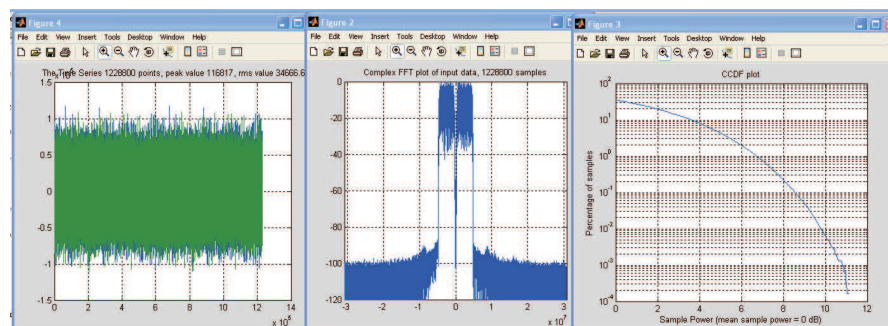 Figure 4
File Edit View Insert Tools Desktop Window Help
The Time Series 1228800 points, peak value 116817, rms value 34666.6
1.5
1
0.5
0
-0.5
-1
-1.5
0 2 4 6 8 10 12 14
x 10^5
Figure 2
File Edit View Insert Tools Desktop Window Help
Complex FFT plot of input data, 1228800 samples
0
-20
-40
-60
-80
-100
-120
-3 -2 -1 0 1 2 3
x 10^7
Figure 3
File Edit View Insert Tools Desktop Window Help
CCDF plot
10^2
10^1
10^0
10^-1
10^-2
10^-3
10^-4
Percentage of samples
0 2 4 6 8 10 12
Sample Power (mean sample power = 0 dB)